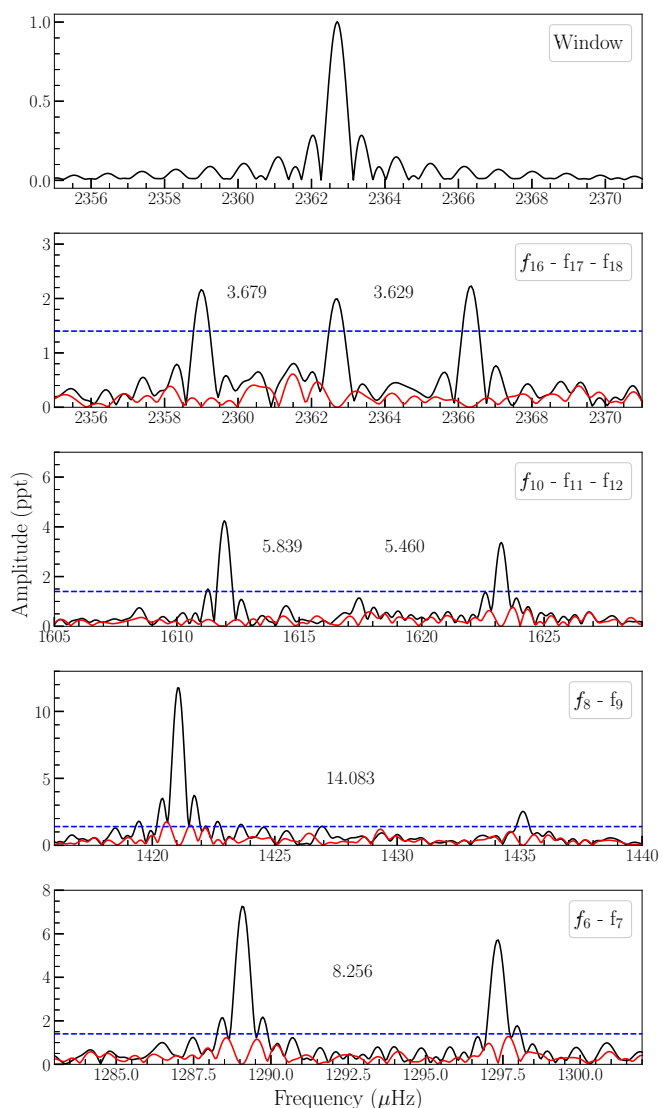 Window
1.0
0.5
0.0
2356 2358 2360 2362 2364 2366 2368 2370
f16 - f17 - f18
3
2
1
0
3.679 3.629
2356 2358 2360 2362 2364 2366 2368 2370
f10 - f11 - f12
6
4
2
0
5.839 5.460
1605 1610 1615 1620 1625
f8 - f9
10
5
0
14.083
1420 1425 1430 1435 1440
f6 - f7
8
6
4
2
0
8.256
1285.0 1287.5 1290.0 1292.5 1295.0 1297.5 1300.0
Amplitude (ppt)
Frequency (μHz)